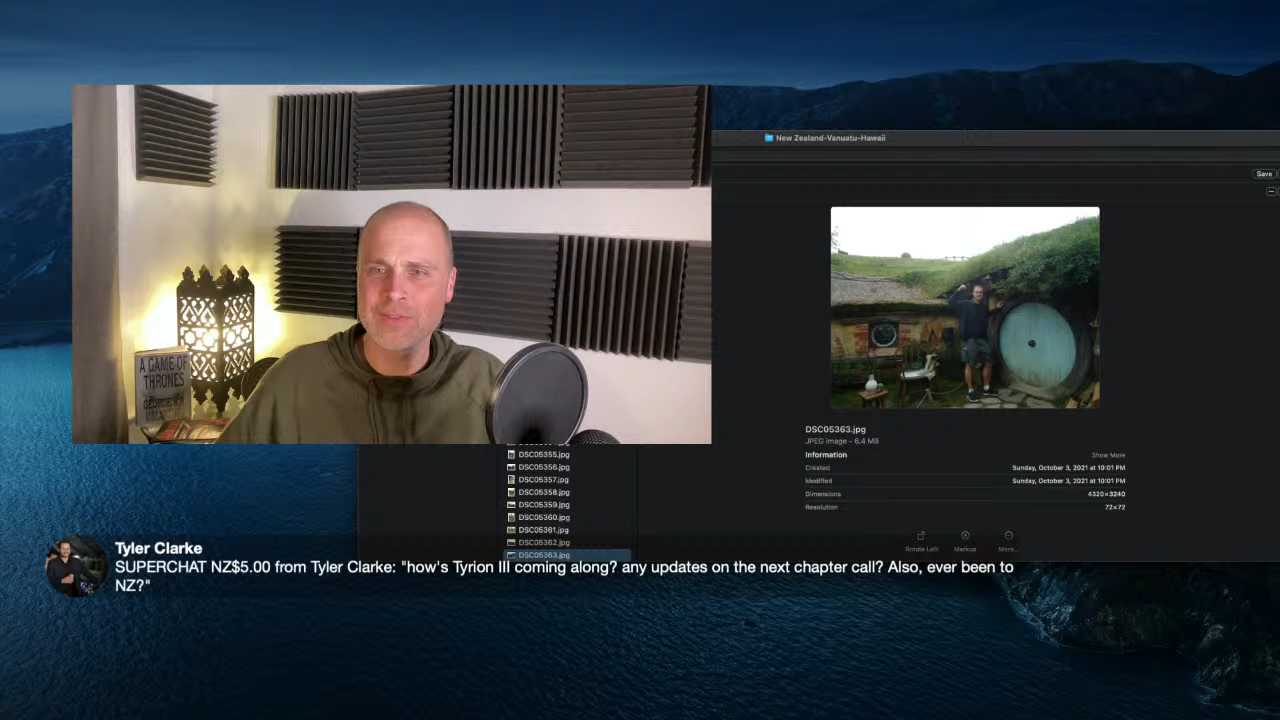 New Zealand-Vanuatu-Hawaii
Save
A GAME OF
THRONES
DSC05355.jpg
DSC05356.jpg
DSC05357.jpg
DSC05358.jpg
DSC05359.jpg
DSC05360.jpg
DSC05361.jpg
DSC05362.jpg
DSC05363.jpg
DSC05363.jpg
JPEG image - 6.4 MB
Information
Show More
Created
Sunday, October 3, 2021 at 10:01 PM
Modified
Sunday, October 3, 2021 at 10:01 PM
Dimensions
4320×3240
Resolution
72×72
Rotate Left
Markup
More...
Tyler Clarke
SUPERCHAT NZ$5.00 from Tyler Clarke: "how's Tyrion III coming along? any updates on the next chapter call? Also, ever been to
NZ?"